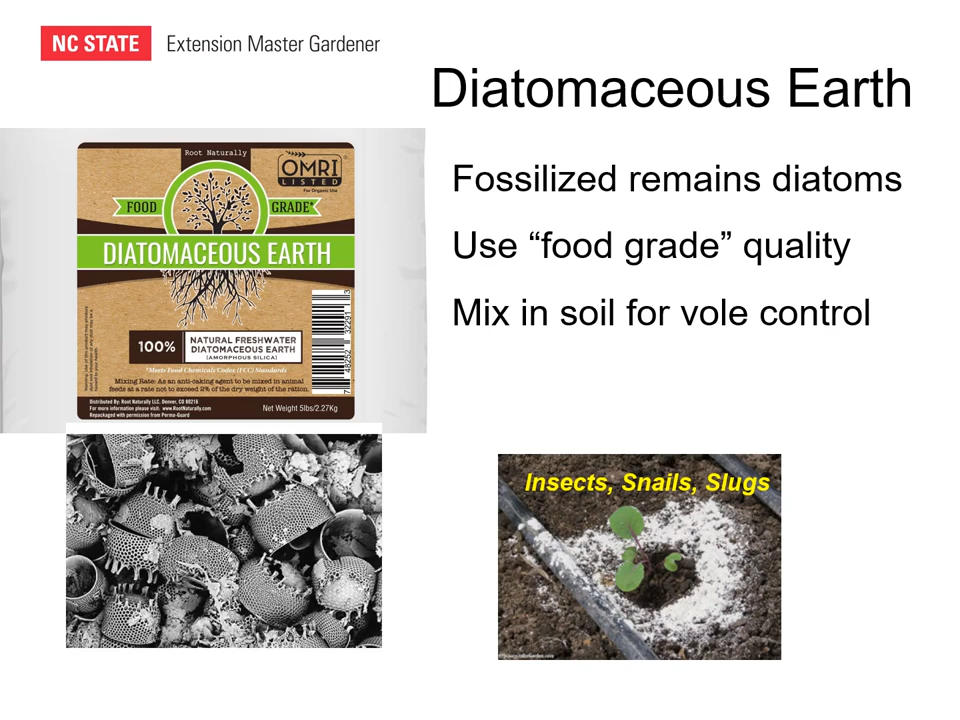 NC STATE Extension Master Gardener
Diatomaceous Earth
Fossilized remains diatoms
Use “food grade” quality
Mix in soil for vole control
Root Naturally
OMRI
LISTED
For Organic Use
FOOD GRADE*
DIATOMACEOUS EARTH
100%
NATURAL FRESHWATER
DIATOMACEOUS EARTH
(AMORPHOUS SILICA)
*Meets Food Chemicals Codex (FCC) Standards
Mixing Rate: As an anti-caking agent to be mixed in animal
feeds at a rate not to exceed 2% of the dry weight of the ration.
Distributed By: Root Naturally LLC. Denver, CO 80216
For more information please visit: www.RootNaturally.com
Repackaged with permission from Perma-Guard
Net Weight 5lbs/2.27Kg
7 48252 32291 3
Insects, Snails, Slugs